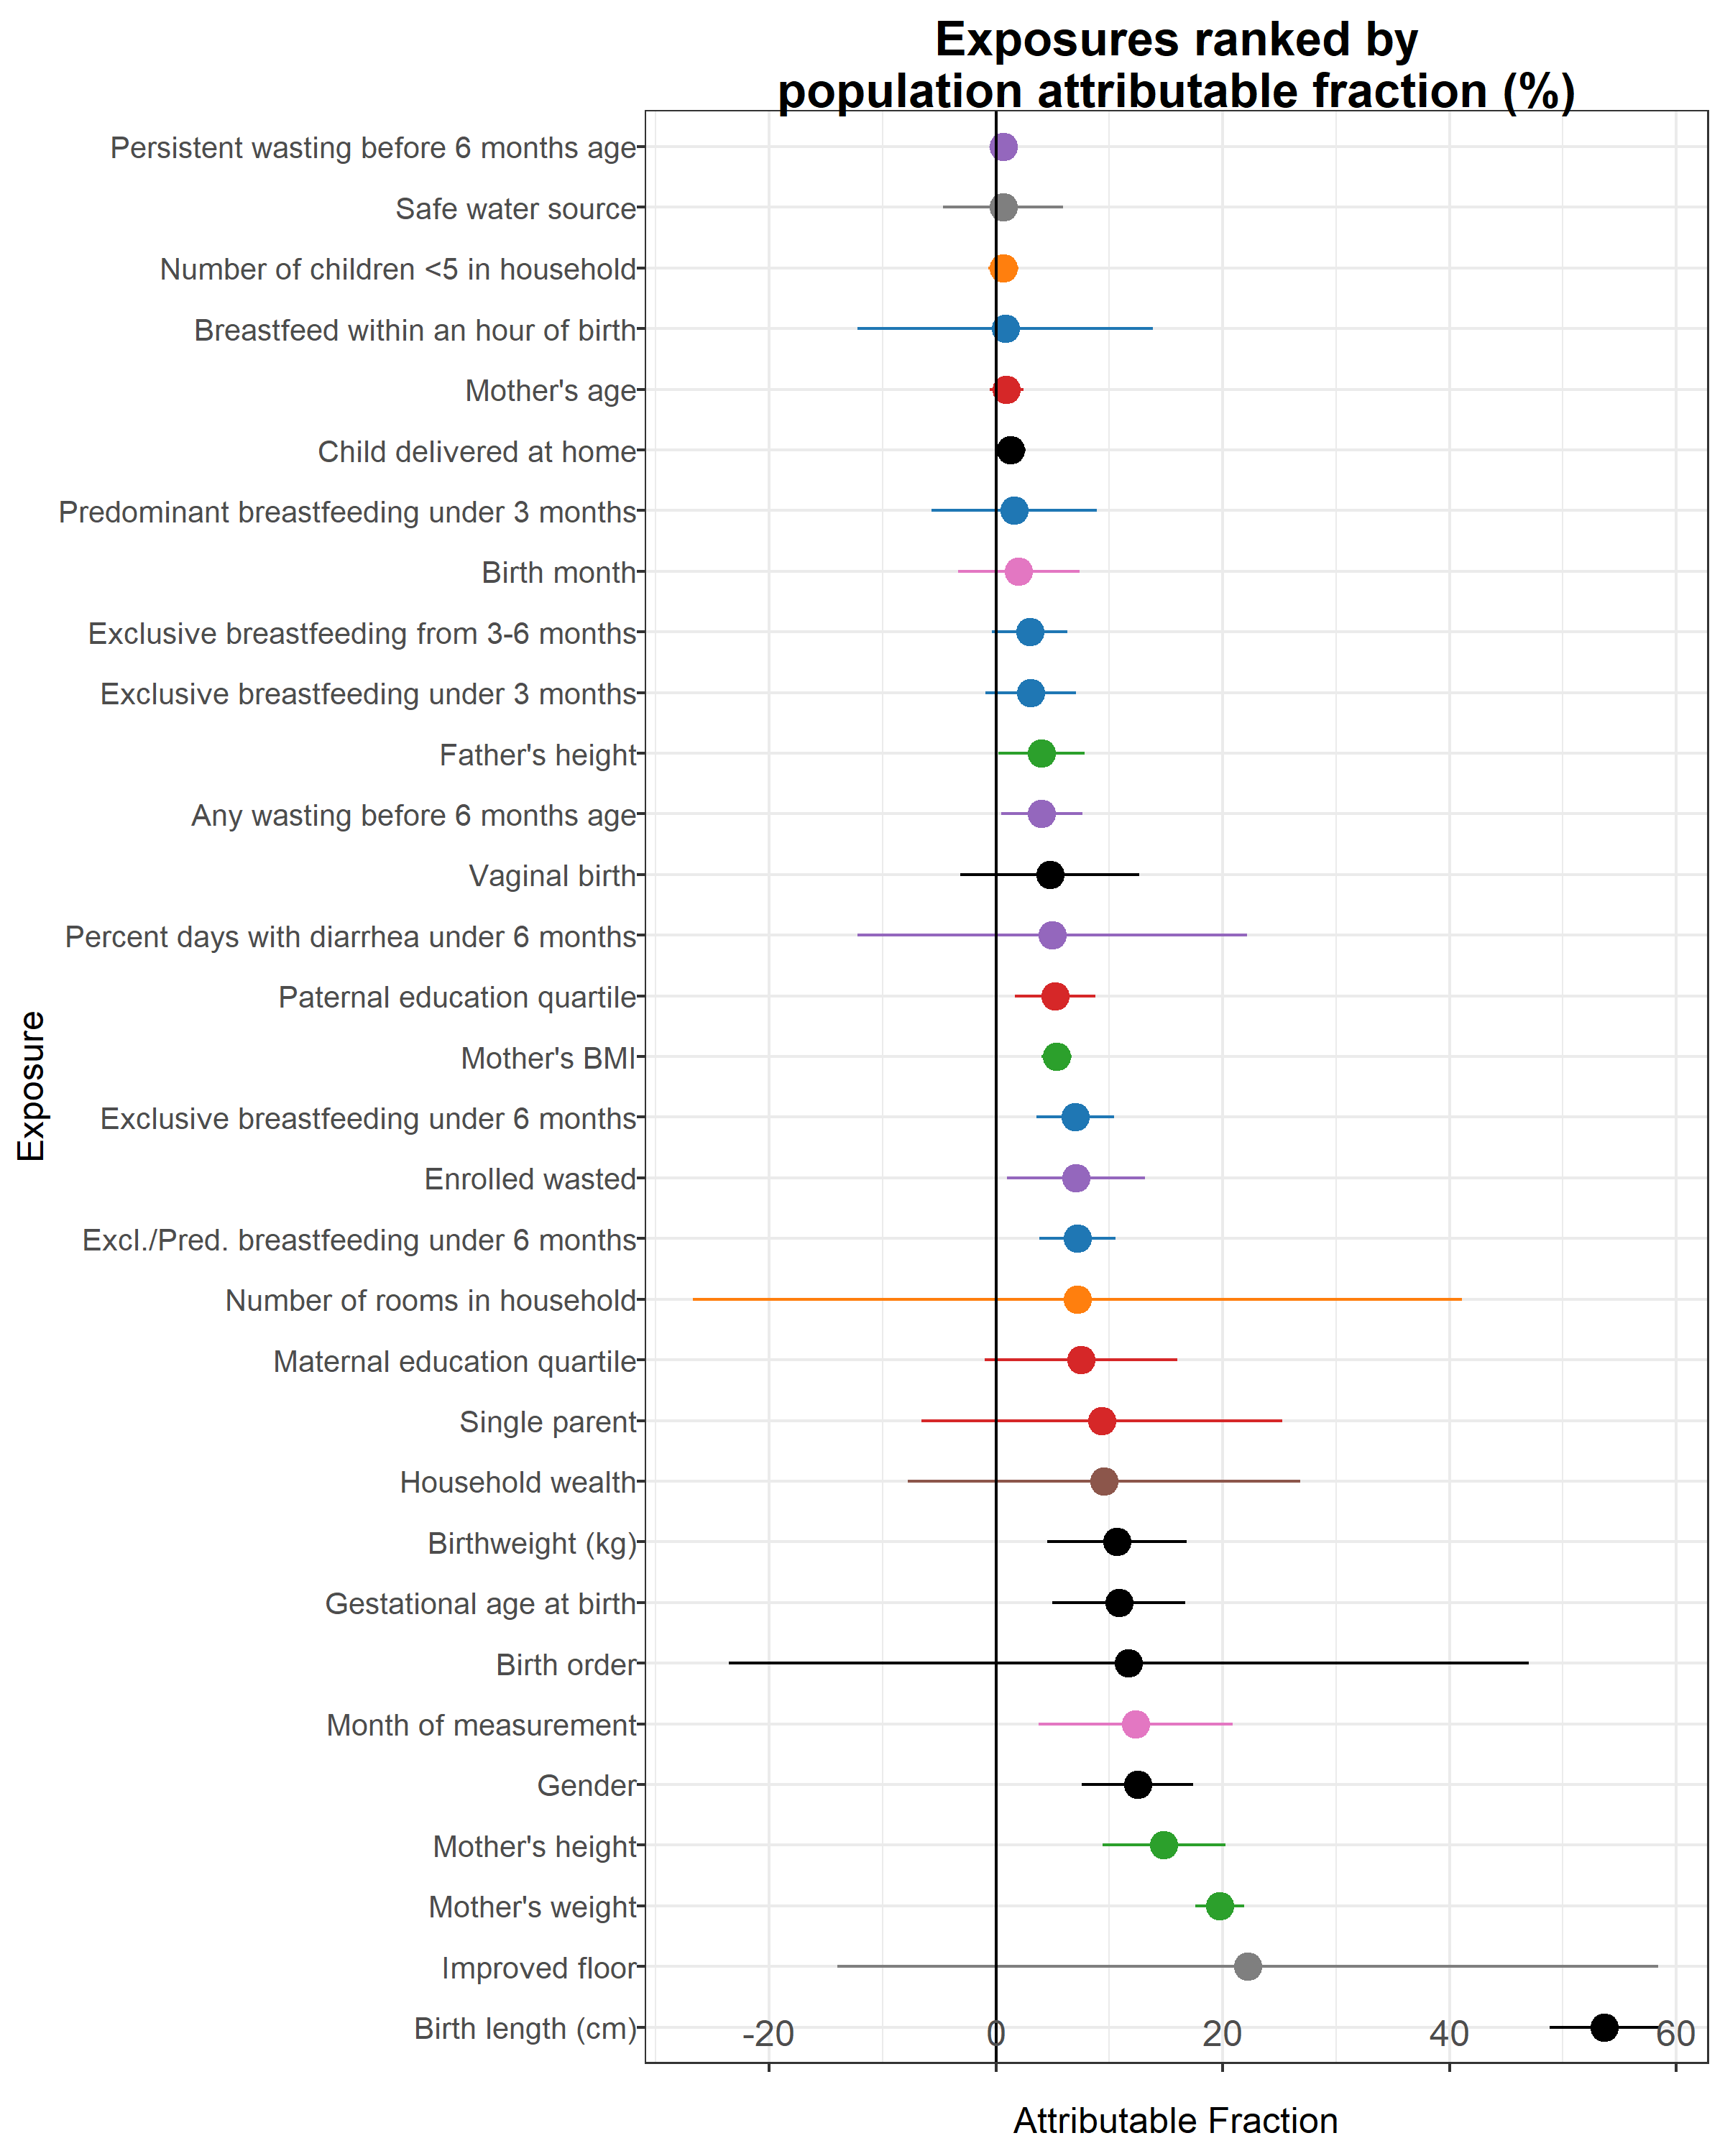 Exposures ranked by
population attributable fraction (%)
Persistent wasting before 6 months age
Safe water source
Number of children <5 in household
Breastfeed within an hour of birth
Mother's age
Child delivered at home
Predominant breastfeeding under 3 months
Birth month
Exclusive breastfeeding from 3-6 months
Exclusive breastfeeding under 3 months
Father's height
Any wasting before 6 months age
Vaginal birth
Percent days with diarrhea under 6 months
Paternal education quartile
Mother's BMI
Exclusive breastfeeding under 6 months
Enrolled wasted
Excl./Pred. breastfeeding under 6 months
Number of rooms in household
Maternal education quartile
Single parent
Household wealth
Birthweight (kg)
Gestational age at birth
Birth order
Month of measurement
Gender
Mother's height
Mother's weight
Improved floor
Birth length (cm)
Exposure
-20 0 20 40 60
Attributable Fraction